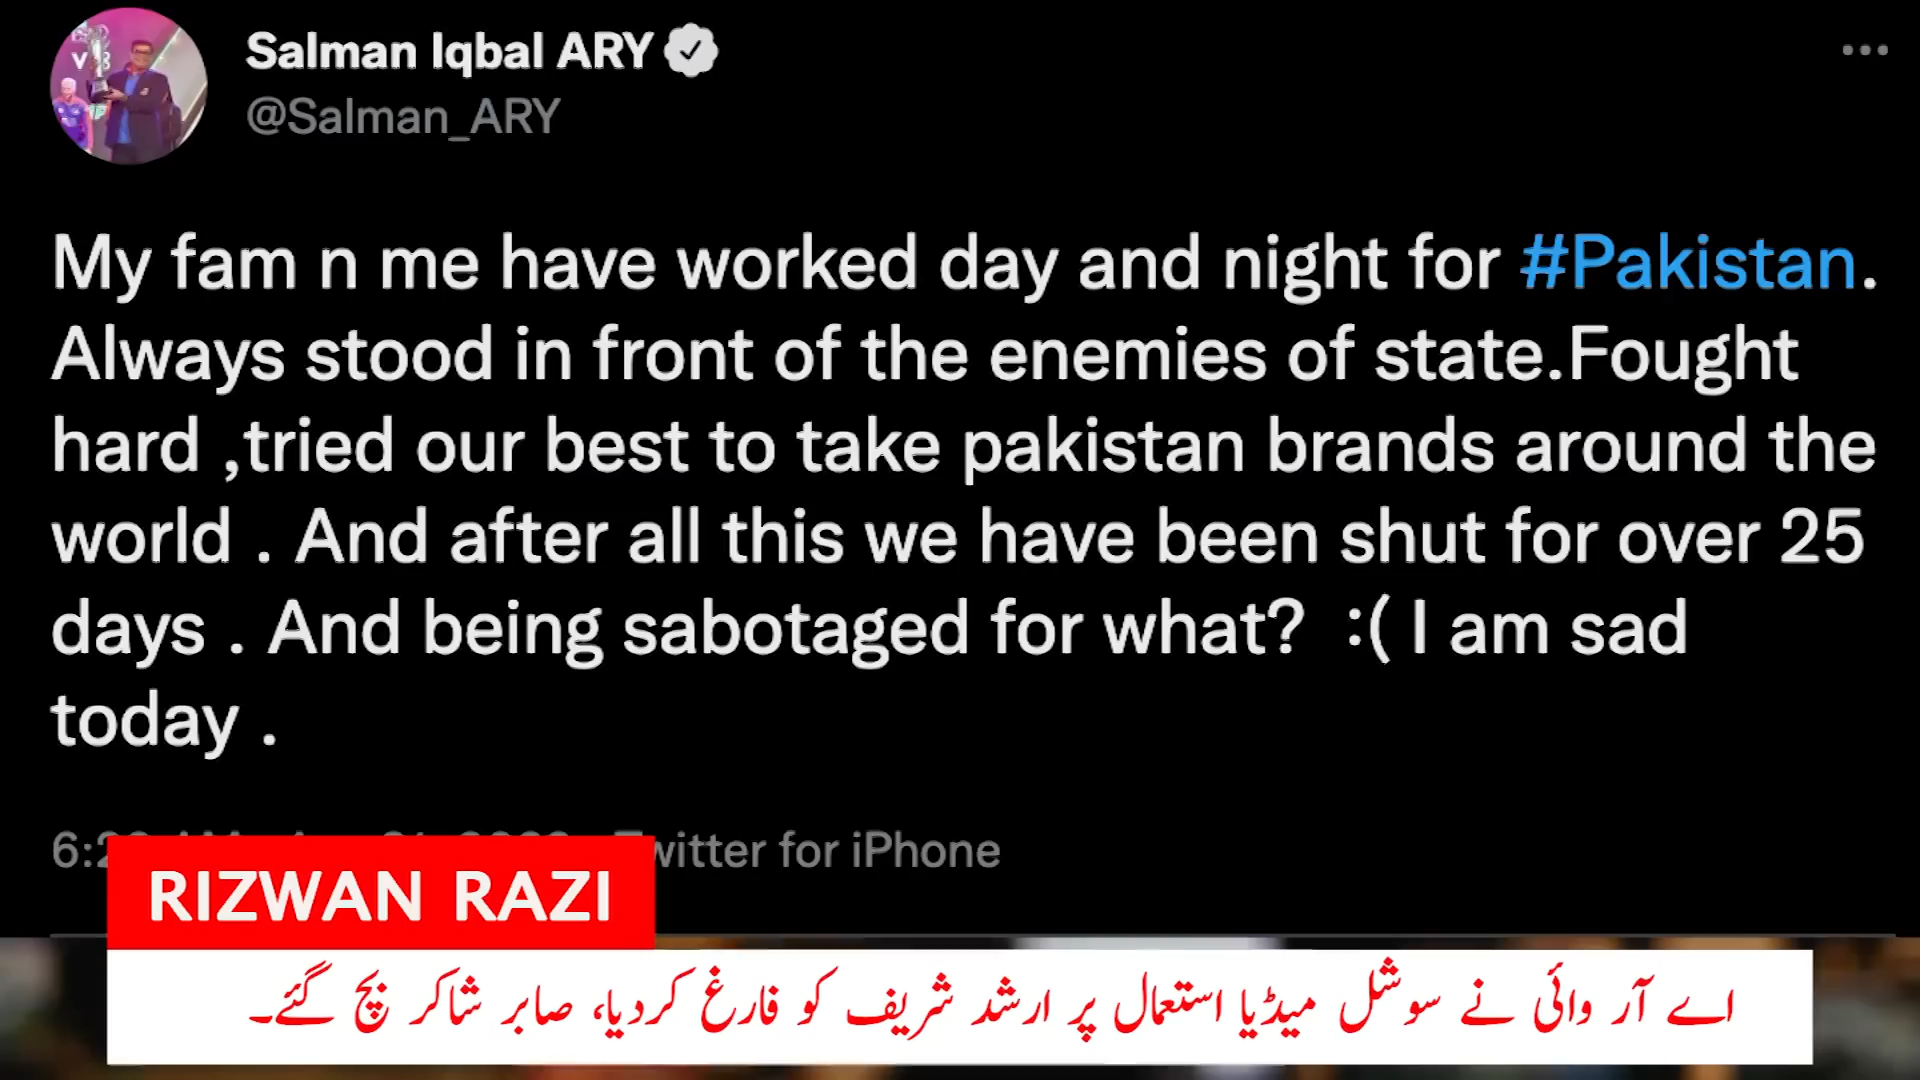 Salman Iqbal ARY
@Salman_ARY
My fam n me have worked day and night for #Pakistan.
Always stood in front of the enemies of state.Fought
hard ,tried our best to take pakistan brands around the
world . And after all this we have been shut for over 25
days . And being sabotaged for what?  :( I am sad
today .
Twitter for iPhone
RIZWAN RAZI
اے آر وائی نے سوشل میڈیا استعمال پر ارشد شریف کو فارغ کردیا، صابر شاکر بچ گئے۔